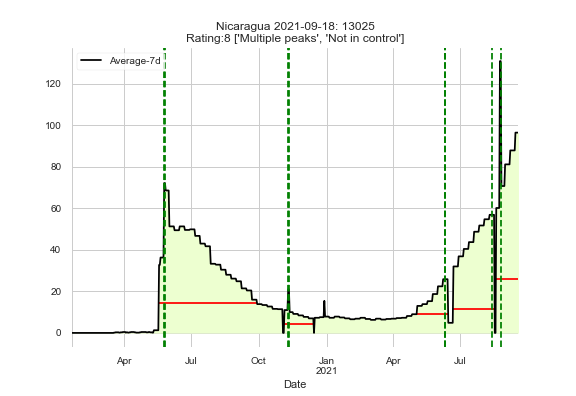 Nicaragua 2021-09-18: 13025
Rating:8 ['Multiple peaks', 'Not in control']
Average-7d
120
100
80
60
40
20
0
Apr Jul Oct Jan Apr Jul
2021
Date